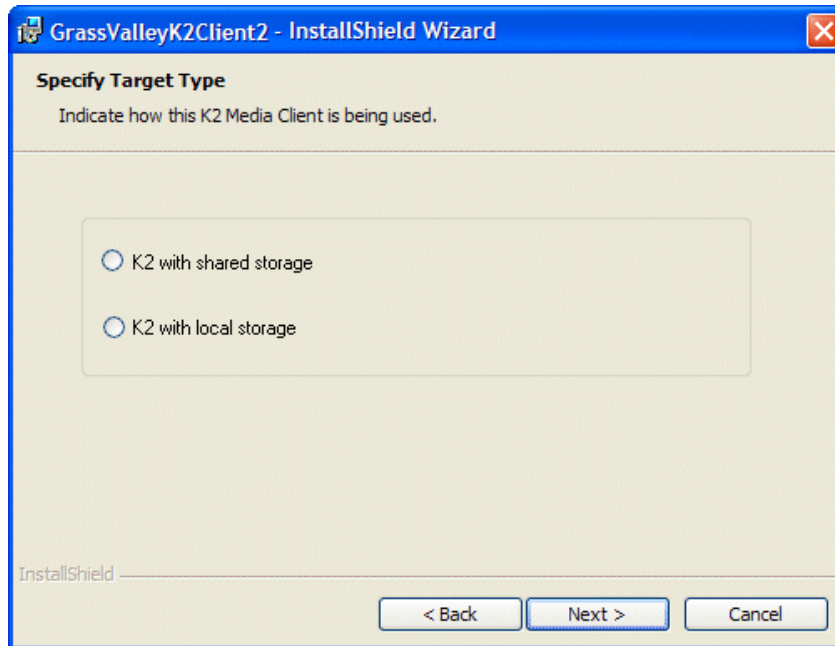 GrassValleyK2Client2 - InstallShield Wizard
Specify Target Type
Indicate how this K2 Media Client is being used.
K2 with shared storage
K2 with local storage
InstallShield
< Back Next > Cancel